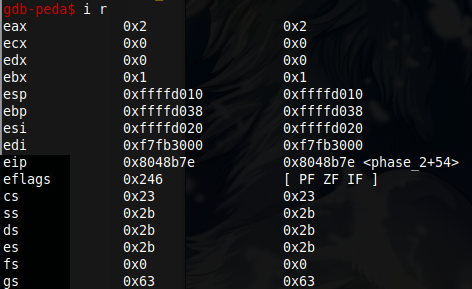 gdb-peda$ i r
eax 0x2 0x2
ecx 0x0 0x0
edx 0x0 0x0
ebx 0x1 0x1
esp 0xffffd010 0xffffd010
ebp 0xffffd038 0xffffd038
esi 0xffffd020 0xffffd020
edi 0xf7fb3000 0xf7fb3000
eip 0x8048b7e 0x8048b7e <phase_2+54>
eflags 0x246 [ PF ZF IF ]
cs 0x23 0x23
ss 0x2b 0x2b
ds 0x2b 0x2b
es 0x2b 0x2b
fs 0x0 0x0
gs 0x63 0x63